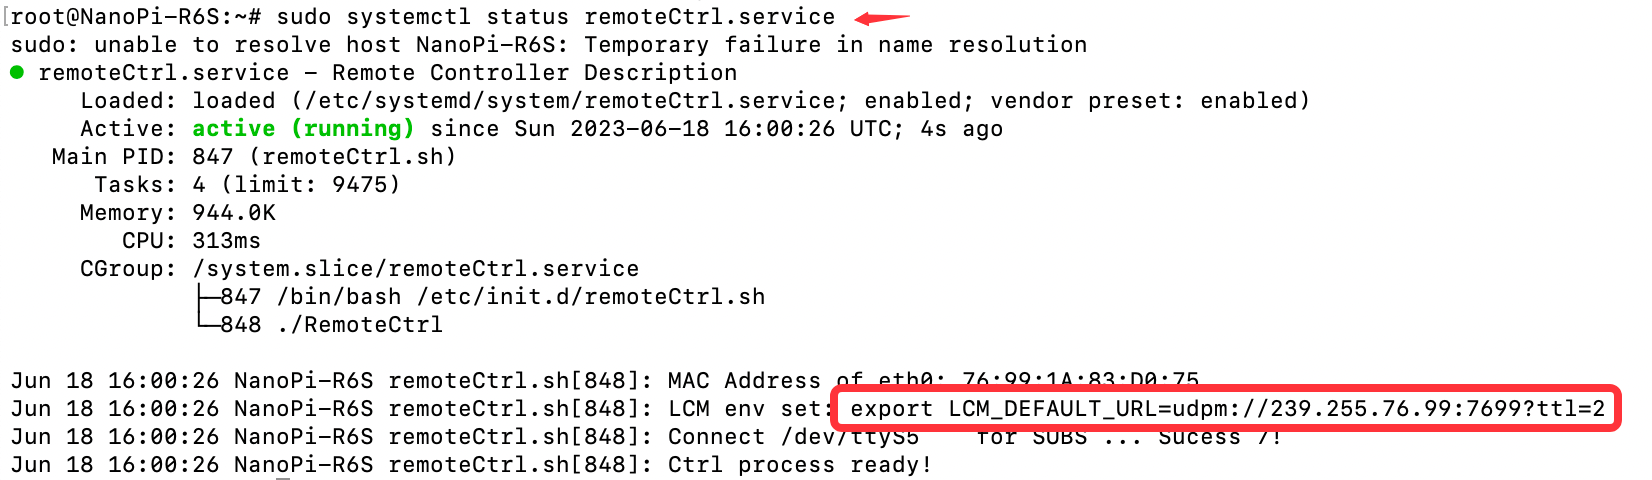 root@NanoPi-R6S:~# sudo systemctl status remoteCtrl.service
sudo: unable to resolve host NanoPi-R6S: Temporary failure in name resolution
● remoteCtrl.service - Remote Controller Description
Loaded: loaded (/etc/systemd/system/remoteCtrl.service; enabled; vendor preset: enabled)
Active: active (running) since Sun 2023-06-18 16:00:26 UTC; 4s ago
Main PID: 847 (remoteCtrl.sh)
Tasks: 4 (limit: 9475)
Memory: 944.0K
CPU: 313ms
CGroup: /system.slice/remoteCtrl.service
├─847 /bin/bash /etc/init.d/remoteCtrl.sh
└─848 ./RemoteCtrl
Jun 18 16:00:26 NanoPi-R6S remoteCtrl.sh[848]: MAC Address of eth0: 76:99:1A:83:D0:75
Jun 18 16:00:26 NanoPi-R6S remoteCtrl.sh[848]: LCM env set: export LCM_DEFAULT_URL=udpm://239.255.76.99:7699?ttl=2
Jun 18 16:00:26 NanoPi-R6S remoteCtrl.sh[848]: Connect /dev/ttyS5 for SUBS ... Sucess 7!
Jun 18 16:00:26 NanoPi-R6S remoteCtrl.sh[848]: Ctrl process ready!